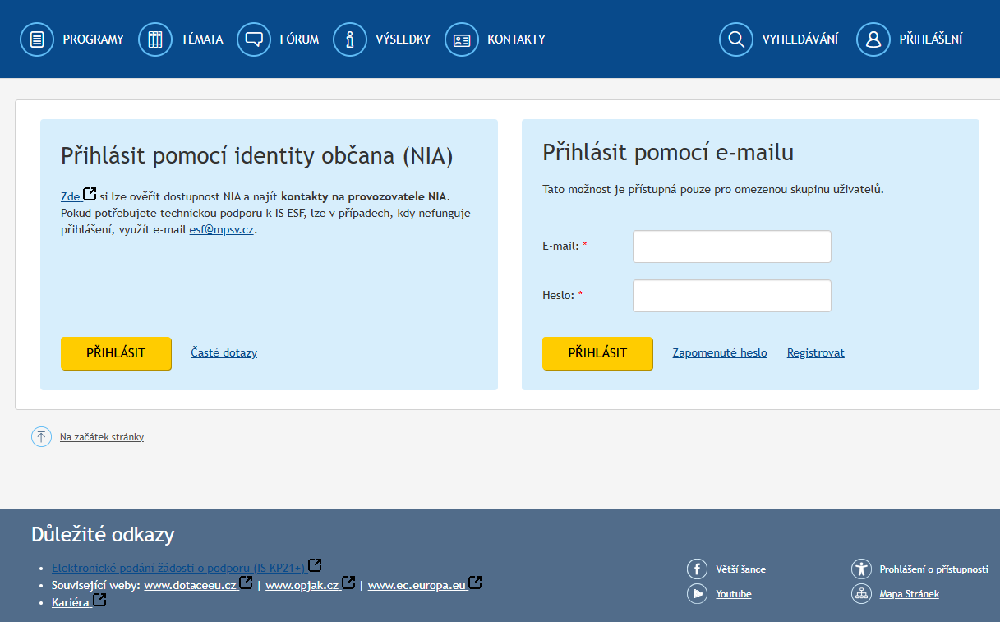 PROGRAMY TÉMATA FÓRUM VÝSLEDKY KONTAKTY VYHLEDÁVÁNÍ PŘIHLÁŠENÍ
Přihlásit pomocí identity občana (NIA)
Zde si lze ověřit dostupnost NIA a najít kontakty na provozovatele NIA.
Pokud potřebujete technickou podporu k IS ESF, lze v případech, kdy nefunguje
přihlášení, využít e-mail esf@mpsv.cz.
PŘIHLÁSIT Časté dotazy
Přihlásit pomocí e-mailu
Tato možnost je přístupná pouze pro omezenou skupinu uživatelů.
E-mail: *
Heslo: *
PŘIHLÁSIT Zapomenuté heslo Registrovat
Na začátek stránky
Důležité odkazy
Elektronické podání žádosti o podporu (IS KP21+)
Související weby: www.dotaceeu.cz | www.opjak.cz | www.ec.europa.eu
Kariéra
Větší šance
Youtube
Prohlášení o přístupnosti
Mapa Stránek